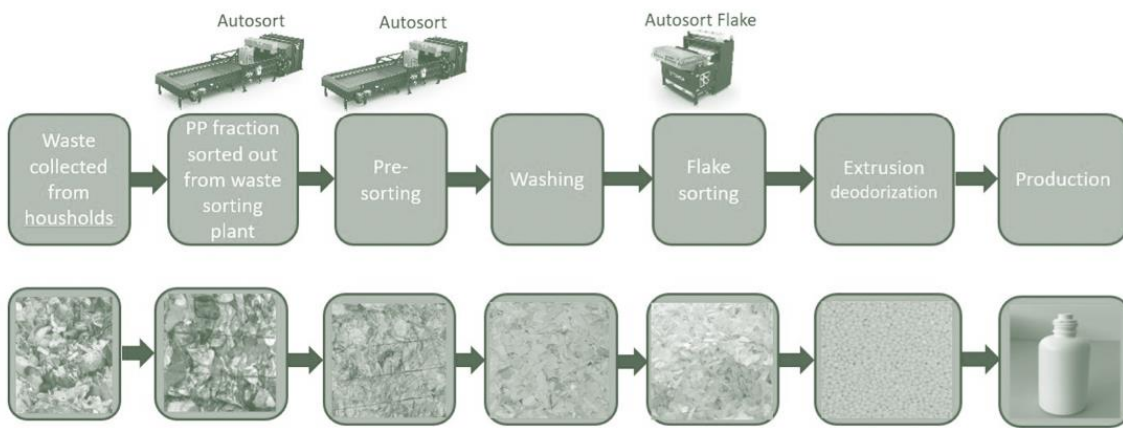 Autosort
Autosort
Autosort Flake
Waste
collected
from
housholds
PP fraction
sorted out
from waste
sorting
plant
Pre-
sorting
Washing
Flake
sorting
Extrusion
deodorization
Production